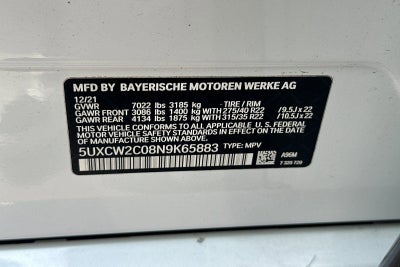 MFD BY BAYERISCHE MOTOREN WERKE AG
12/21
GVWR 7022 lbs 3185 kg - TIRE / RIM
GAWR FRONT 3086 lbs 1400 kg WITH 275/40 R22 / 9.5J x 22
GAWR REAR 4134 lbs 1875 kg WITH 315/35 R22 / 10.5J x 22
THIS VEHICLE CONFORMS TO ALL APPLICABLE U. S. FEDERAL
MOTOR VEHICLE SAFETY STANDARDS IN EFFECT ON THE DATE
OF MANUFACTURE SHOWN ABOVE.
5UXCW2C08N9K65883 TYPE: MPV
A96M